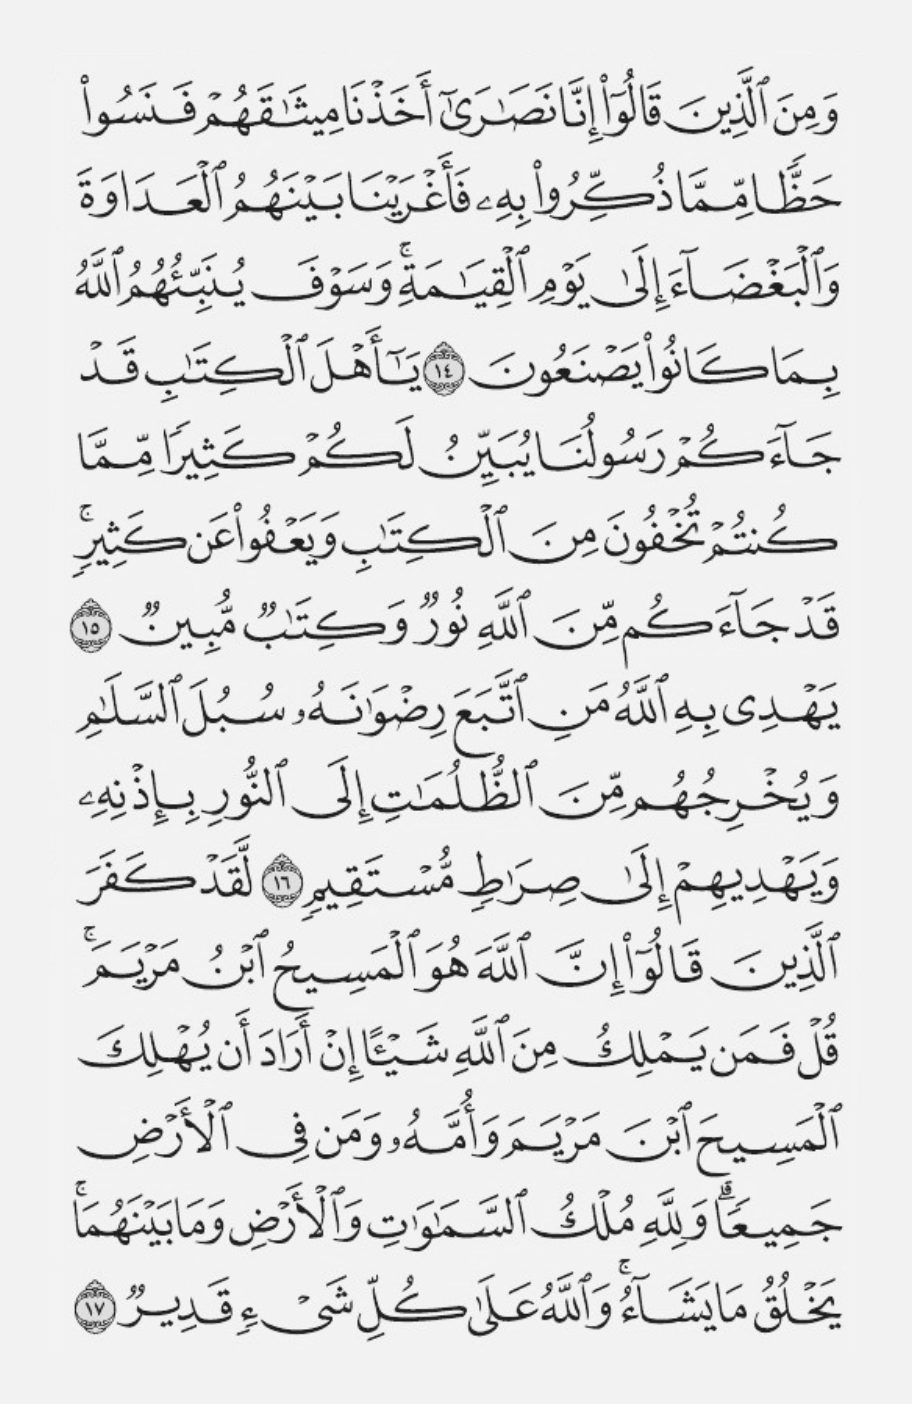 وَمِنَ ٱلَّذِينَ قَالُوٓا۟ إِنَّا نَصَـٰرَىٰٓ أَخَذْنَا مِيثَـٰقَهُمْ فَنَسُوا۟
حَظًّا مِّمَّا ذُكِّرُوا۟ بِهِۦ فَأَغْرَيْنَا بَيْنَهُمُ ٱلْعَدَاوَةَ
وَٱلْبَغْضَآءَ إِلَىٰ يَوْمِ ٱلْقِيَـٰمَةِ ۚ وَسَوْفَ يُنَبِّئُهُمُ ٱللَّهُ
بِمَا كَانُوا۟ يَصْنَعُونَ ١٤ يَـٰٓأَهْلَ ٱلْكِتَـٰبِ قَدْ
جَآءَكُمْ رَسُولُنَا يُبَيِّنُ لَكُمْ كَثِيرًا مِّمَّا
كُنتُمْ تُخْفُونَ مِنَ ٱلْكِتَـٰبِ وَيَعْفُوا۟ عَن كَثِيرٍ ۚ
قَدْ جَآءَكُم مِّنَ ٱللَّهِ نُورٌ وَكِتَـٰبٌ مُّبِينٌ ١٥
يَهْدِى بِهِ ٱللَّهُ مَنِ ٱتَّبَعَ رِضْوَٰنَهُۥ سُبُلَ ٱلسَّلَـٰمِ
وَيُخْرِجُهُم مِّنَ ٱلظُّلُمَـٰتِ إِلَى ٱلنُّورِ بِإِذْنِهِۦ
وَيَهْدِيهِمْ إِلَىٰ صِرَٰطٍ مُّسْتَقِيمٍ ١٦ لَّقَدْ كَفَرَ
ٱلَّذِينَ قَالُوٓا۟ إِنَّ ٱللَّهَ هُوَ ٱلْمَسِيحُ ٱبْنُ مَرْيَمَ ۚ
قُلْ فَمَن يَمْلِكُ مِنَ ٱللَّهِ شَيْـًٔا إِنْ أَرَادَ أَن يُهْلِكَ
ٱلْمَسِيحَ ٱبْنَ مَرْيَمَ وَأُمَّهُۥ وَمَن فِى ٱلْأَرْضِ
جَمِيعًا ۗ وَلِلَّهِ مُلْكُ ٱلسَّمَـٰوَٰتِ وَٱلْأَرْضِ وَمَا بَيْنَهُمَا ۚ
يَخْلُقُ مَا يَشَآءُ ۚ وَٱللَّهُ عَلَىٰ كُلِّ شَىْءٍ قَدِيرٌ ١٧